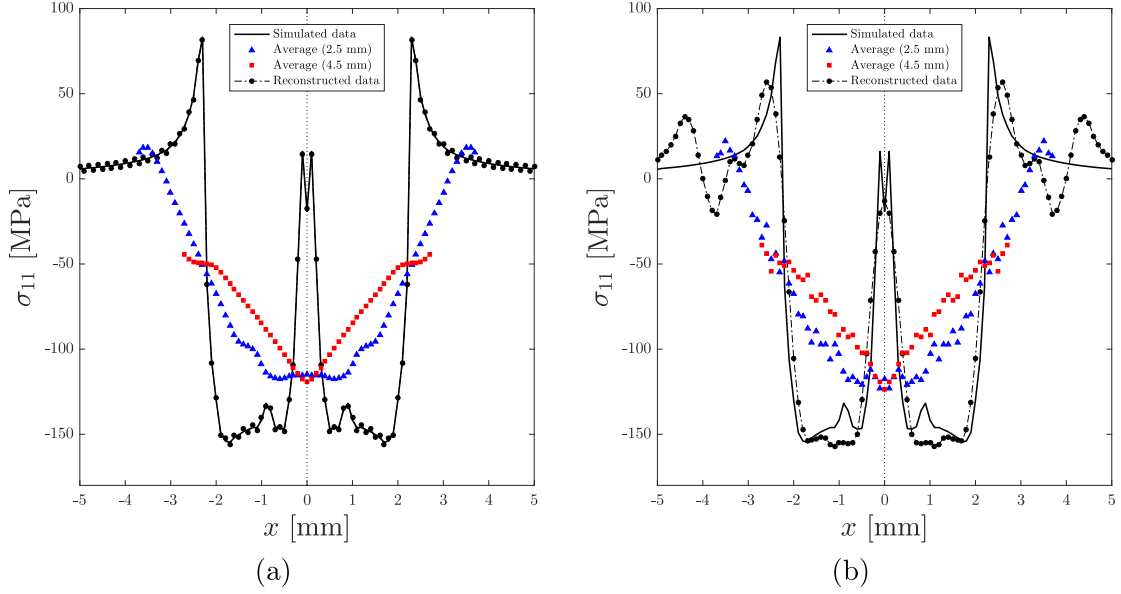 100
50
0
-50
-100
-150
σ11 [MPa]
Simulated data
Average (2.5 mm)
Average (4.5 mm)
Reconstructed data
-5 -4 -3 -2 -1 0 1 2 3 4 5
x [mm]
(a)
100
50
0
-50
-100
-150
σ11 [MPa]
Simulated data
Average (2.5 mm)
Average (4.5 mm)
Reconstructed data
-5 -4 -3 -2 -1 0 1 2 3 4 5
x [mm]
(b)